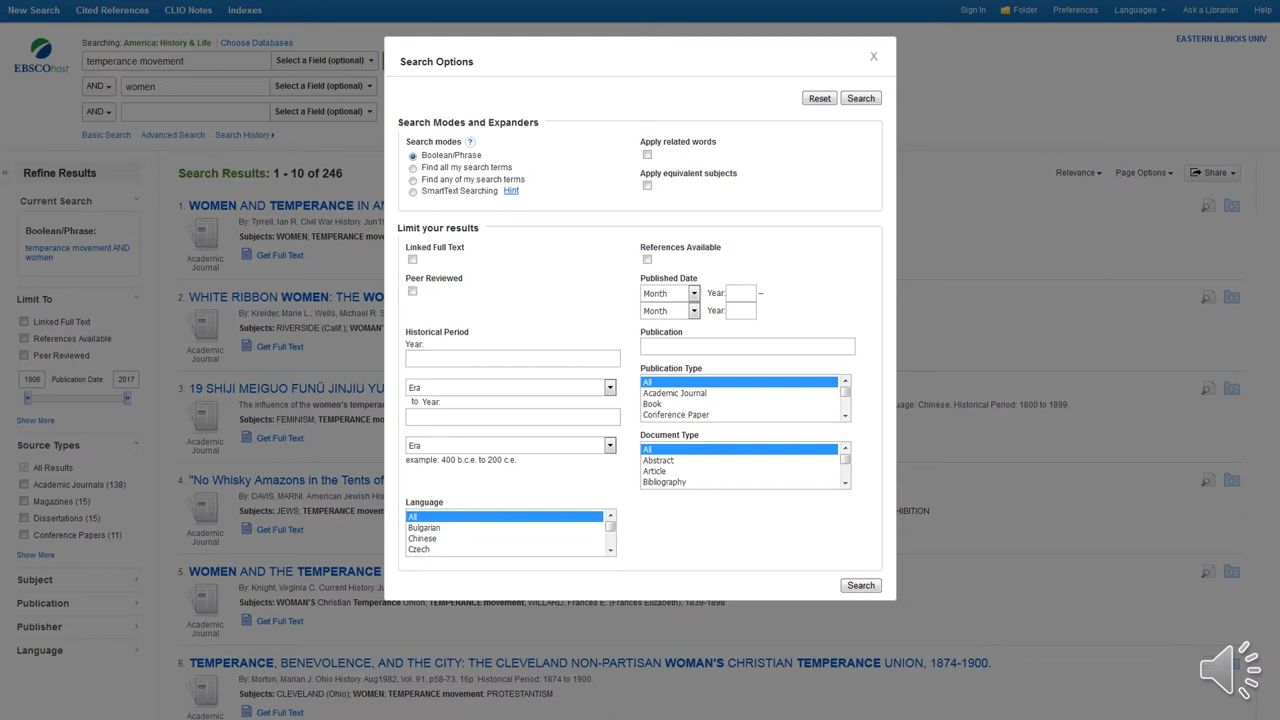 New Search Cited References CLIO Notes Indexes Sign In Folder Preferences Languages Ask a Librarian Help
EBSCOhost
Searching: America: History & Life Choose Databases
EASTERN ILLINOIS UNIV
temperance movement Select a Field (optional)
AND women Select a Field (optional)
AND Select a Field (optional)
Basic Search Advanced Search Search History
« Refine Results
Current Search
Boolean/Phrase:
temperance movement AND
women
Limit To
Linked Full Text
References Available
Peer Reviewed
1906 Publication Date 2017
Show More
Source Types
All Results
Academic Journals (138)
Magazines (15)
Dissertations (15)
Conference Papers (11)
Show More
Subject
Publication
Publisher
Language
Search Results: 1 - 10 of 246
Relevance Page Options Share
1. WOMEN AND TEMPERANCE IN AN
By: Tyrrell, Ian R. Civil War History. Jun19
Subjects: WOMEN; TEMPERANCE mov
Academic
Journal
Get Full Text
2. WHITE RIBBON WOMEN: THE WO
By: Kreider, Marie L.; Wells, Michael R. S
Subjects: RIVERSIDE (Calif.); WOMAN'
Academic
Journal
Get Full Text
3. 19 SHIJI MEIGUO FUNÜ JINJIU YU
The influence of the women's temperan
uage: Chinese. Historical Period: 1800 to 1899.
Subjects: FEMINISM; TEMPERANCE m
Academic
Journal
Get Full Text
4. "No Whisky Amazons in the Tents of
By: DAVIS, MARNI. American Jewish His
Subjects: JEWS; TEMPERANCE movem
HIBITION
Academic
Journal
Get Full Text
5. WOMEN AND THE TEMPERANCE
By: Knight, Virginia C. Current History. Ju
Subjects: WOMAN'S Christian Temperance Union; TEMPERANCE movement; WILLARD, Frances E. (Frances Elizabeth), 1839-1898
Academic
Journal
Get Full Text
6. TEMPERANCE, BENEVOLENCE, AND THE CITY: THE CLEVELAND NON-PARTISAN WOMAN'S CHRISTIAN TEMPERANCE UNION, 1874-1900.
By: Morton, Marian J. Ohio History. Aug1982, Vol. 91, p58-73. 16p. Historical Period: 1874 to 1900.
Subjects: CLEVELAND (Ohio); WOMEN; TEMPERANCE movement; PROTESTANTISM
Academic
Journal
Get Full Text
Search Options X
Reset Search
Search Modes and Expanders
Search modes ?
Boolean/Phrase
Find all my search terms
Find any of my search terms
SmartText Searching Hint
Apply related words
Apply equivalent subjects
Limit your results
Linked Full Text
Peer Reviewed
References Available
Published Date
Month Year: –
Month Year:
Historical Period
Year:
Era
to Year:
Era
example: 400 b.c.e. to 200 c.e.
Publication
Publication Type
All
Academic Journal
Book
Conference Paper
Document Type
All
Abstract
Article
Bibliography
Language
All
Bulgarian
Chinese
Czech
Search